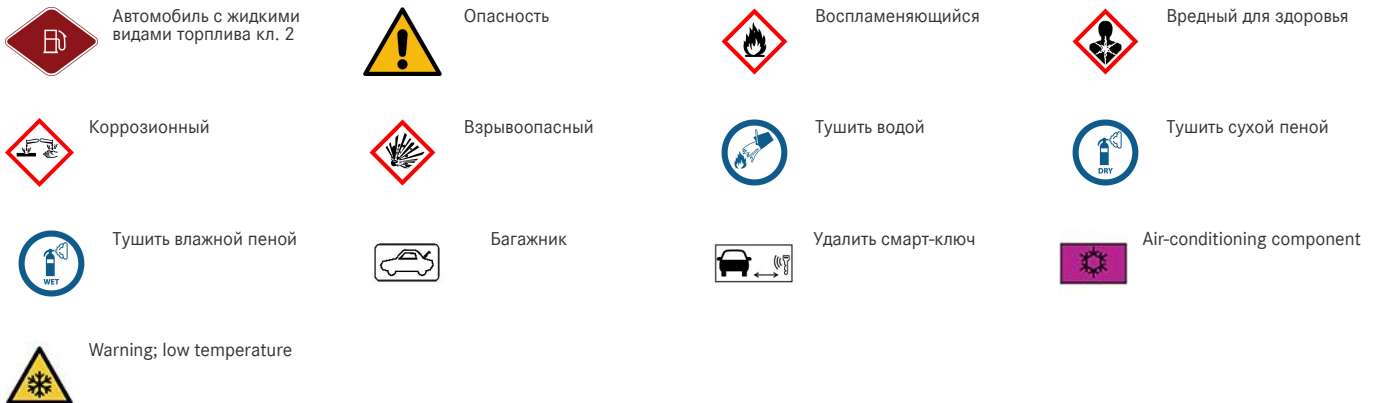 Автомобиль с жидкими
видами торплива кл. 2
Опасность
Воспламеняющийся
Вредный для здоровья
Коррозионный
Взрывоопасный
Тушить водой
Тушить сухой пеной
DRY
Тушить влажной пеной
WET
Багажник
Удалить смарт-ключ
Air-conditioning component
Warning; low temperature